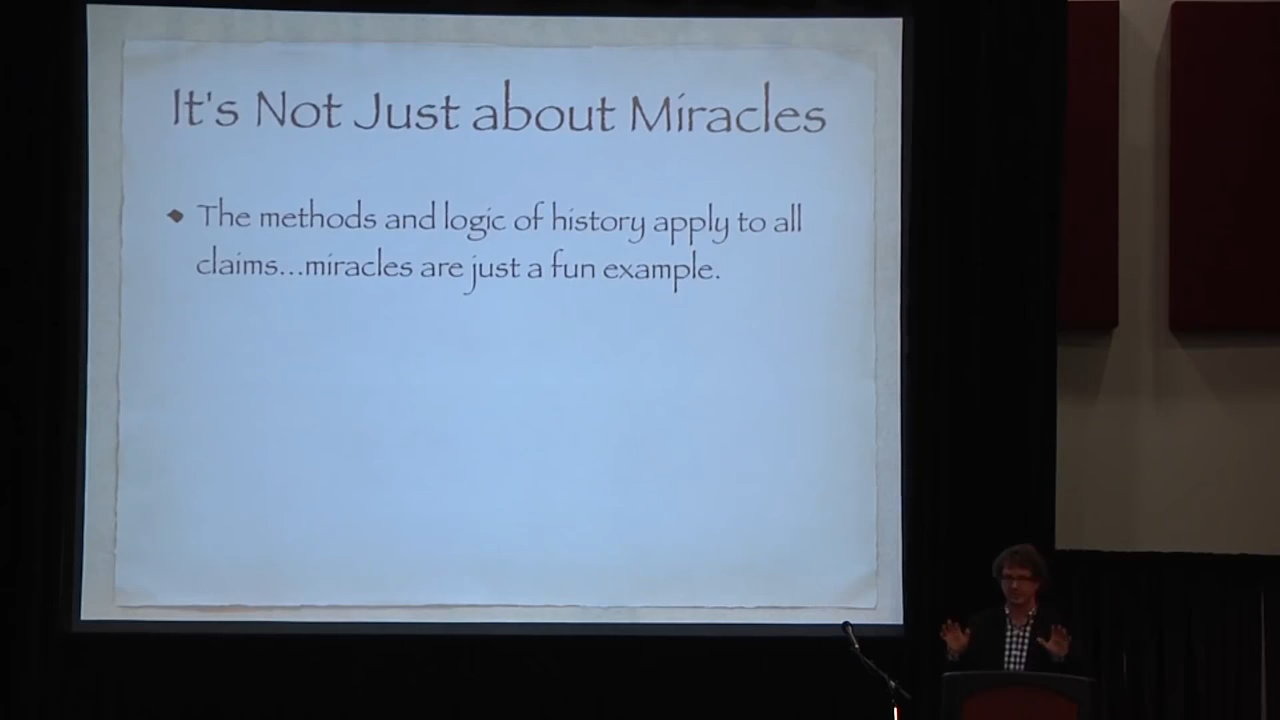 It's Not Just about Miracles
The methods and logic of history apply to all
claims...miracles are just a fun example.